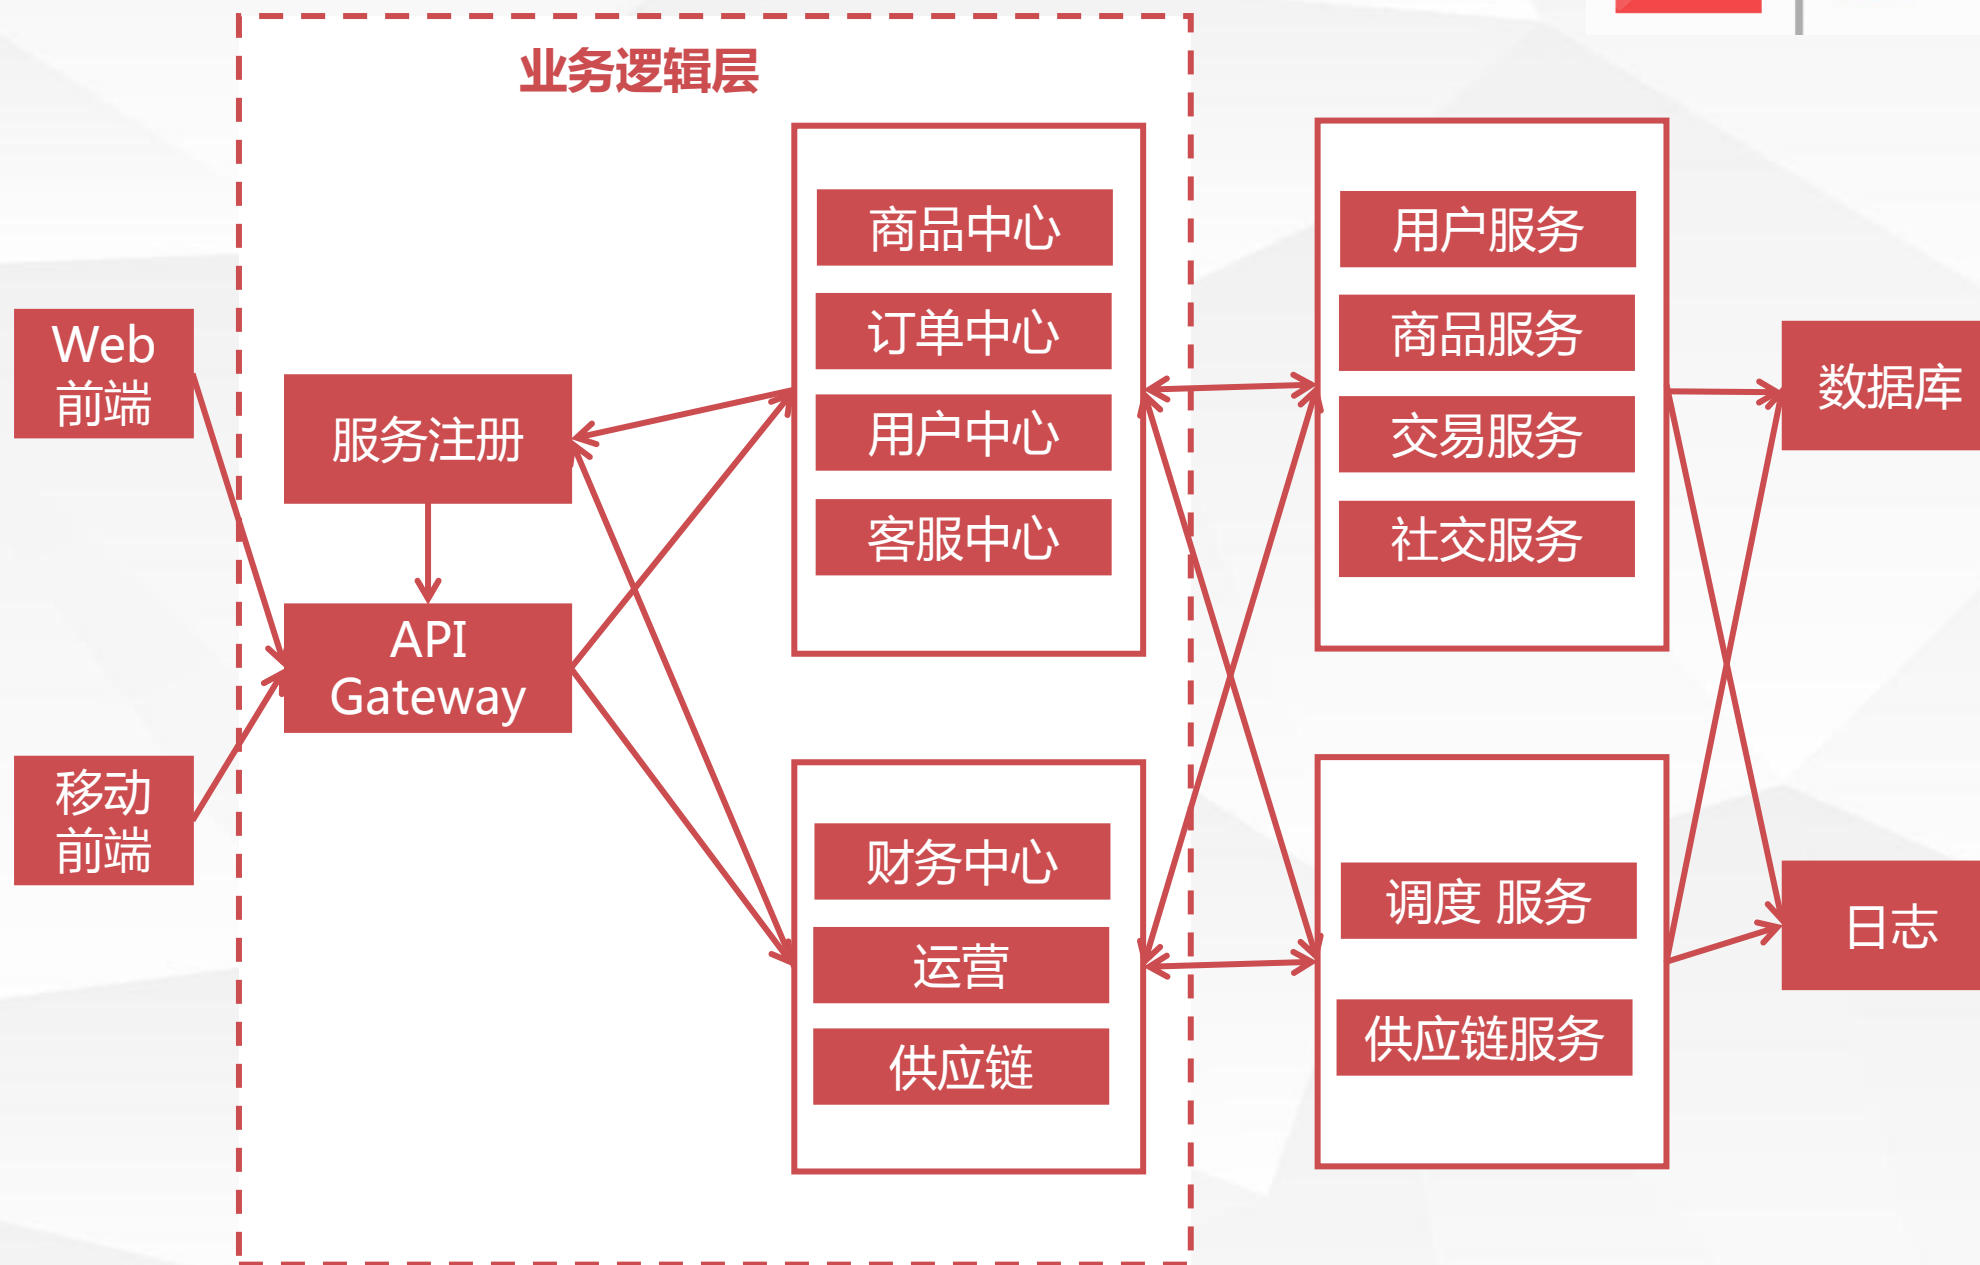 业务逻辑层
Web
前端
移动
前端
服务注册
API
Gateway
商品中心
订单中心
用户中心
客服中心
财务中心
运营
供应链
用户服务
商品服务
交易服务
社交服务
调度 服务
供应链服务
数据库
日志